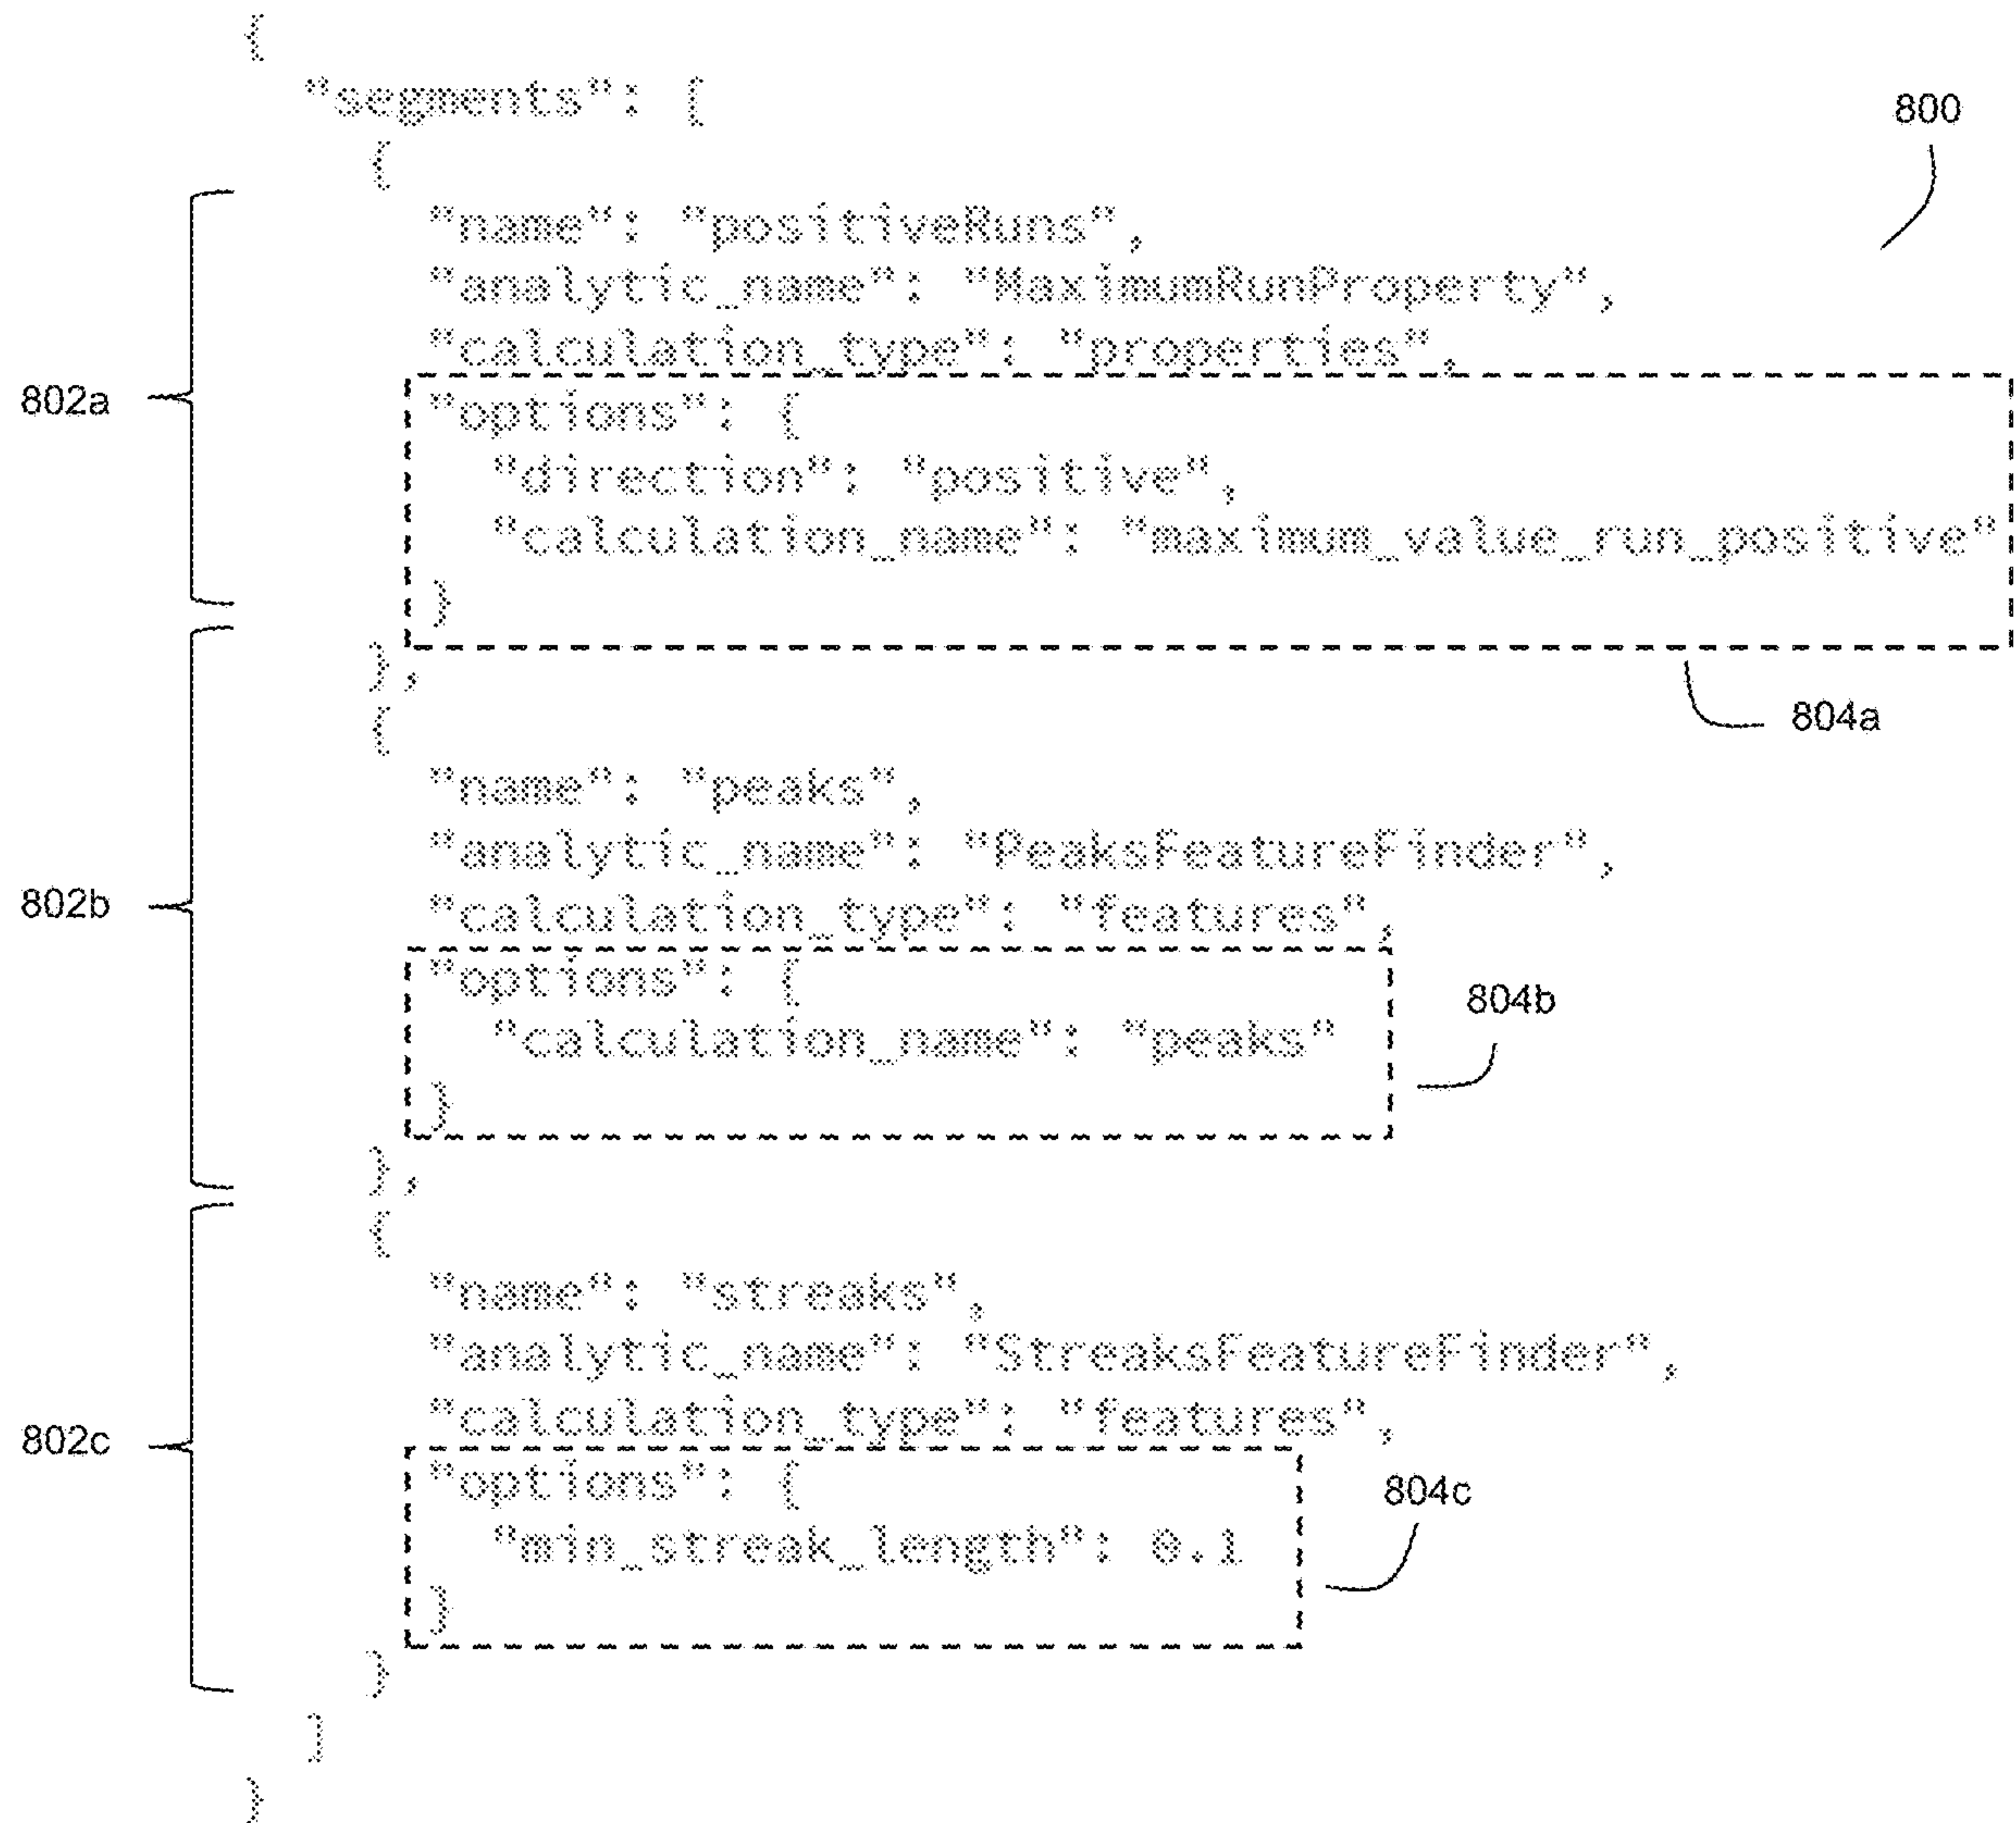 {
"segments": [
800
{
"name": "positiveRuns",
"analytic_name": "MaximumRunProperty",
"calculation_type": "properties",
802a
"options": {
"direction": "positive",
"calculation_name": "maximum_value_run_positive"
}
},
804a
{
"name": "peaks",
"analytic_name": "PeaksFeatureFinder",
802b
"calculation_type": "features",
"options": {
804b
"calculation_name": "peaks"
}
},
{
"name": "streaks",
"analytic_name": "StreaksFeatureFinder",
"calculation_type": "features",
802c
"options": {
804c
"min_streak_length": 0.1
}
}
]
}